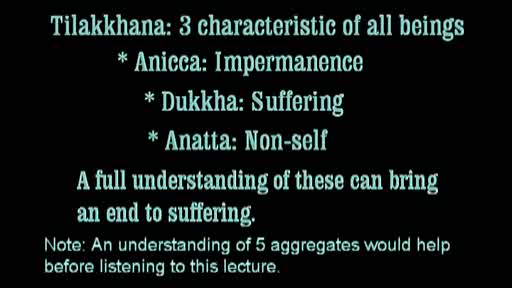 Tilakkhana: 3 characteristic of all beings
* Anicca: Impermanence
* Dukkha: Suffering
* Anatta: Non-self
A full understanding of these can bring
an end to suffering.
Note: An understanding of 5 aggregates would help
before listening to this lecture.